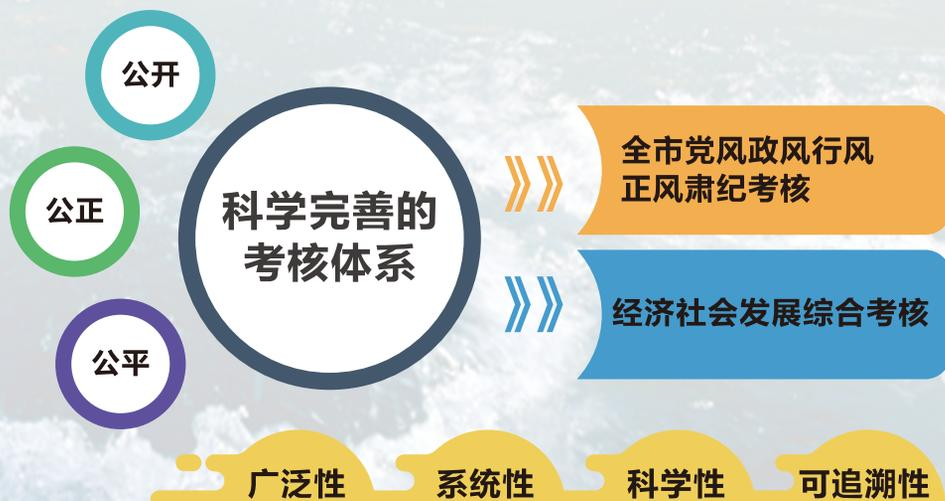 公开
公正
公平
科学完善的
考核体系
全市党风政风行风
正风肃纪考核
经济社会发展综合考核
广泛性
系统性
科学性
可追溯性